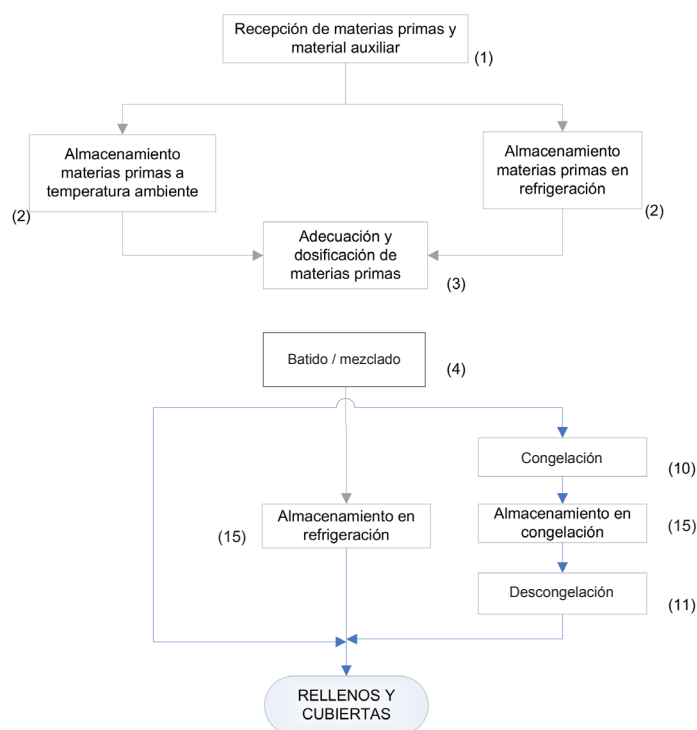 Recepción de materias primas y
material auxiliar
(1)
Almacenamiento
materias primas a
temperatura ambiente
(2)
Almacenamiento
materias primas en
refrigeración
(2)
Adecuación y
dosificación de
materias primas
(3)
Batido / mezclado
(4)
Congelación
(10)
Almacenamiento en
refrigeración
(15)
Almacenamiento en
congelación
(15)
Descongelación
(11)
RELLENOS Y
CUBIERTAS